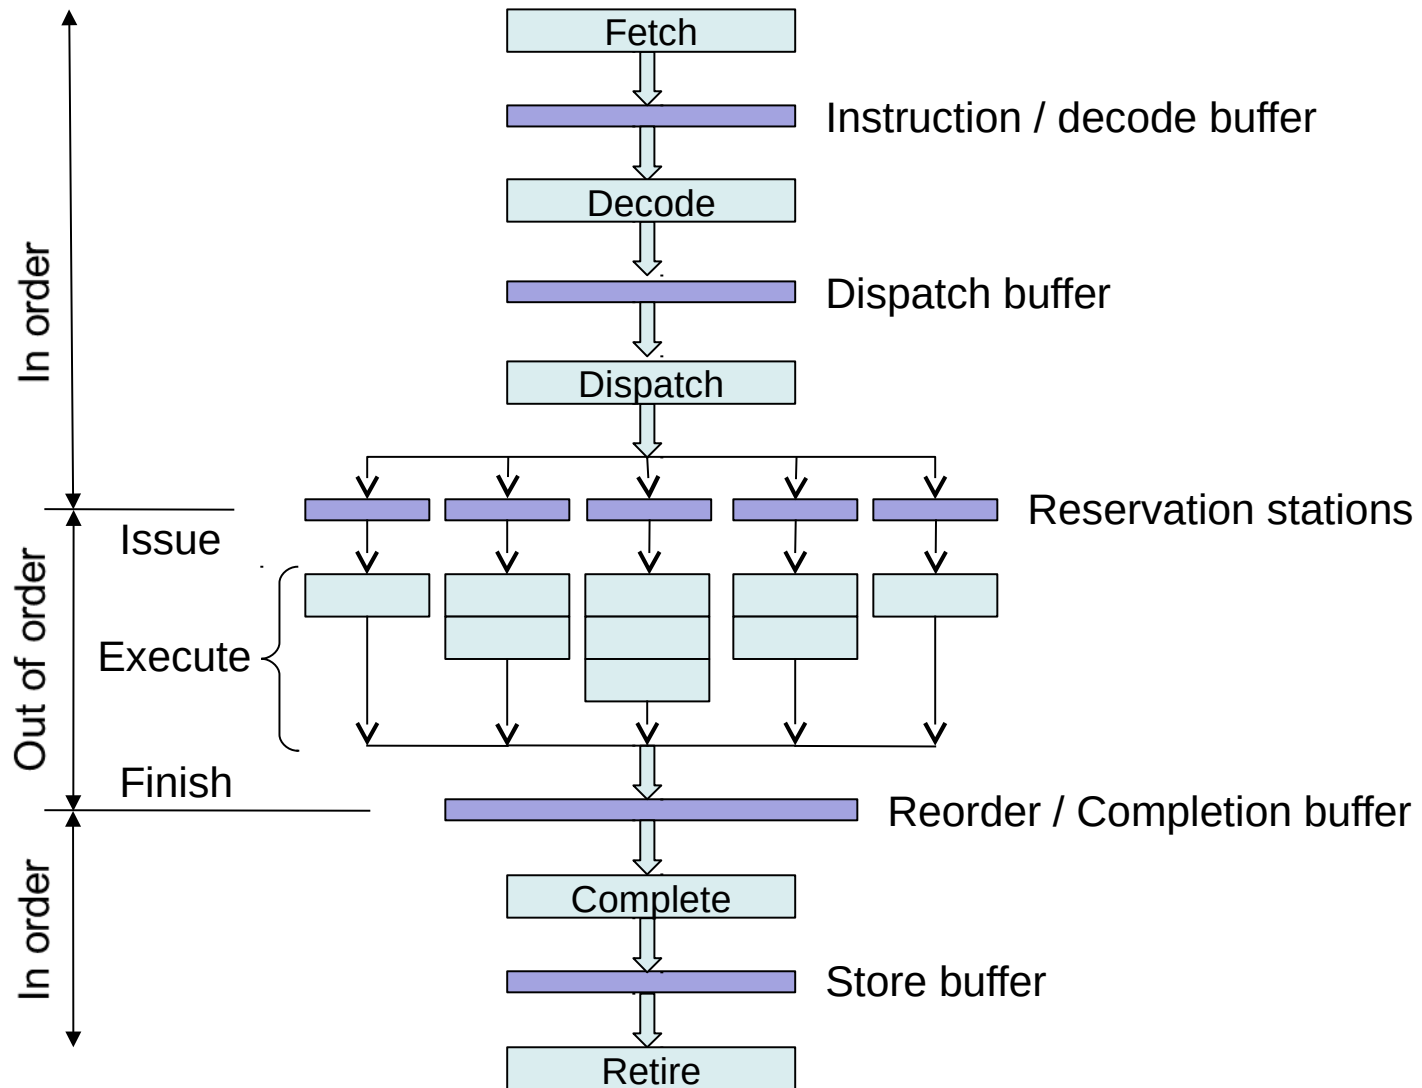 Fetch
Instruction / decode buffer
Decode
In order
Dispatch buffer
Dispatch
Reservation stations
Issue
Out of order
Execute
Finish
Reorder / Completion buffer
In order
Complete
Store buffer
Retire